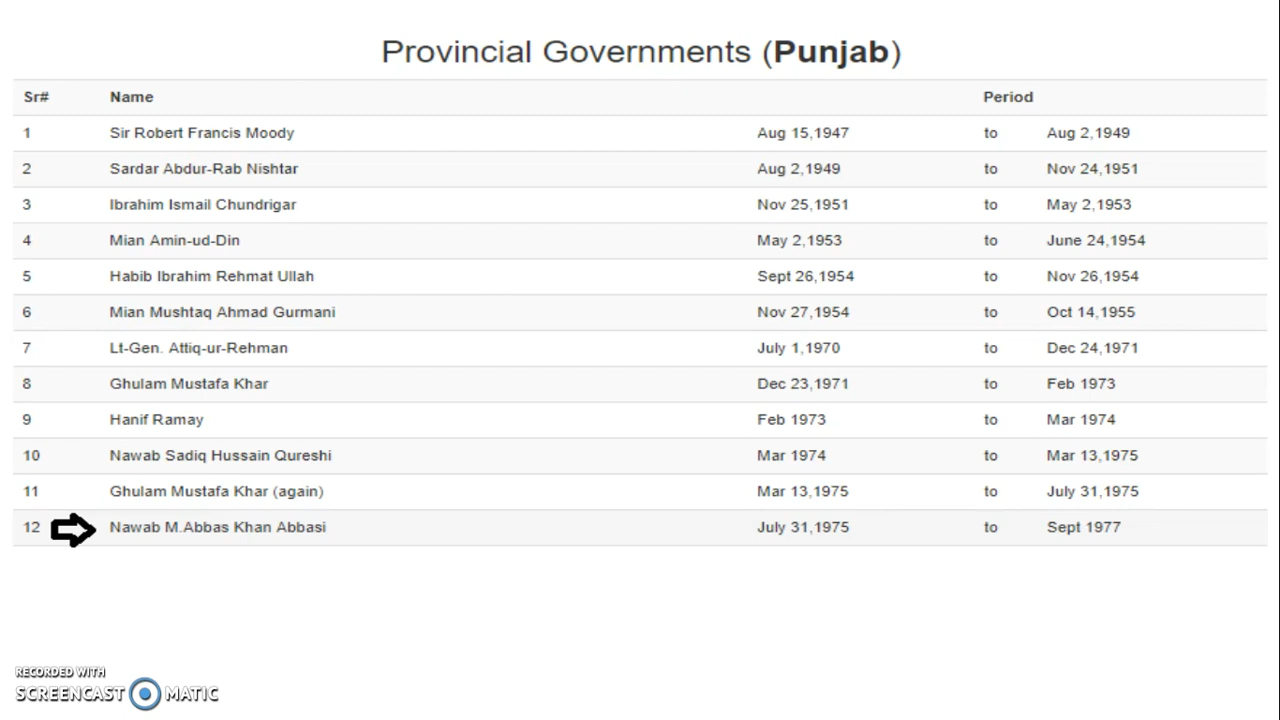 Provincial Governments (Punjab)
Sr# Name Period
1 Sir Robert Francis Moody Aug 15,1947 to Aug 2,1949
2 Sardar Abdur-Rab Nishtar Aug 2,1949 to Nov 24,1951
3 Ibrahim Ismail Chundrigar Nov 25,1951 to May 2,1953
4 Mian Amin-ud-Din May 2,1953 to June 24,1954
5 Habib Ibrahim Rehmat Ullah Sept 26,1954 to Nov 26,1954
6 Mian Mushtaq Ahmad Gurmani Nov 27,1954 to Oct 14,1955
7 Lt-Gen. Attiq-ur-Rehman July 1,1970 to Dec 24,1971
8 Ghulam Mustafa Khar Dec 23,1971 to Feb 1973
9 Hanif Ramay Feb 1973 to Mar 1974
10 Nawab Sadiq Hussain Qureshi Mar 1974 to Mar 13,1975
11 Ghulam Mustafa Khar (again) Mar 13,1975 to July 31,1975
12 Nawab M.Abbas Khan Abbasi July 31,1975 to Sept 1977
RECORDED WITH
SCREENCAST MATIC